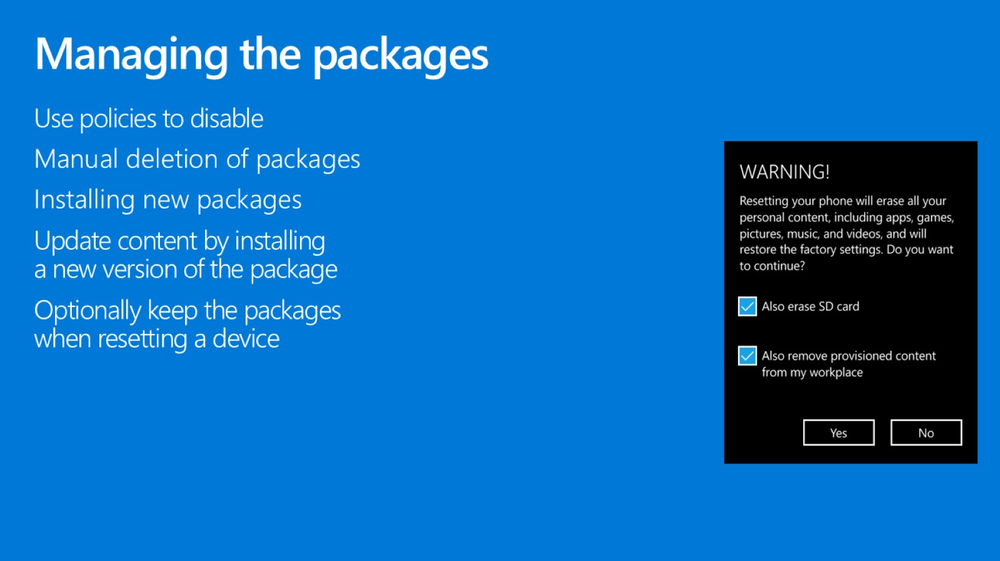 Managing the packages
Use policies to disable
Manual deletion of packages
Installing new packages
Update content by installing
a new version of the package
Optionally keep the packages
when resetting a device
WARNING!
Resetting your phone will erase all your
personal content, including apps, games,
pictures, music, and videos, and will
restore the factory settings. Do you want
to continue?
Also erase SD card
Also remove provisioned content
from my workplace
Yes
No